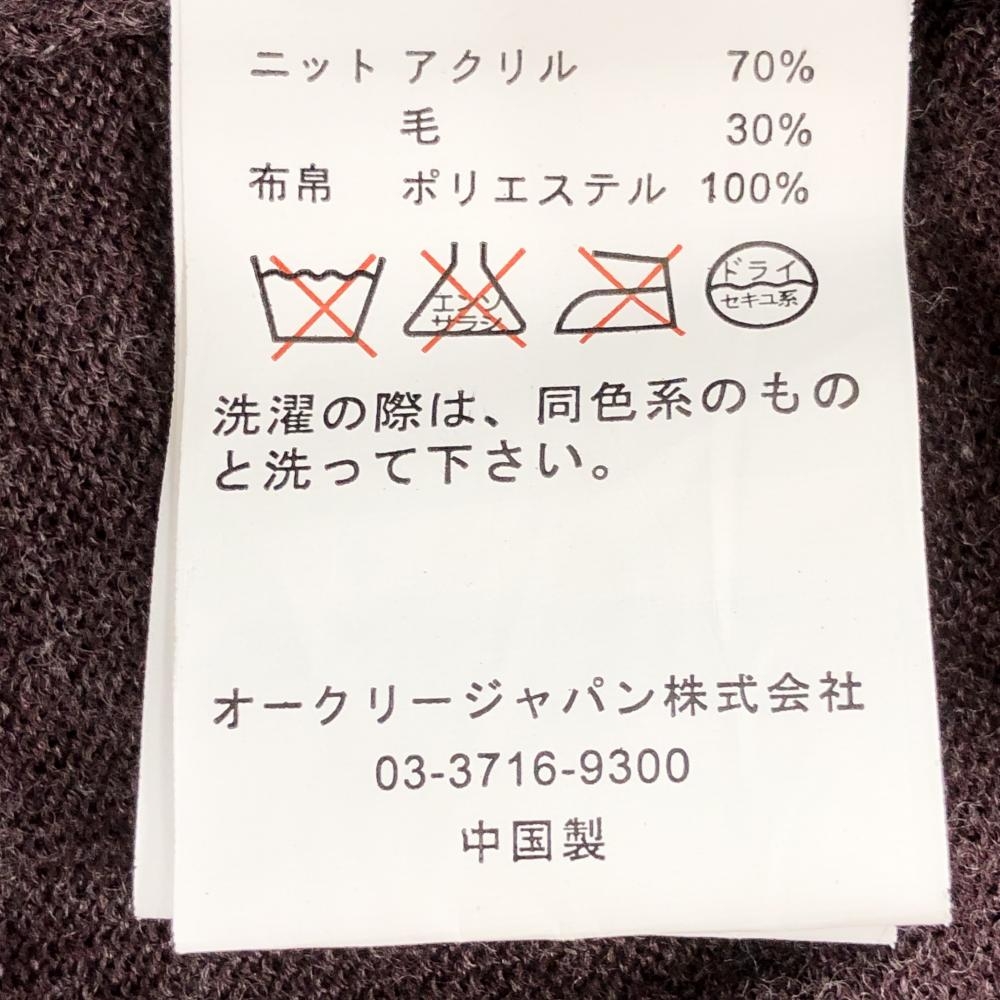 ニット アクリル 70%
毛 30%
布帛 ポリエステル 100%
エンソ
サラシ
ドライ
セキユ系
洗濯の際は、同色系のもの
と洗って下さい。
オークリージャパン株式会社
03-3716-9300
中国製